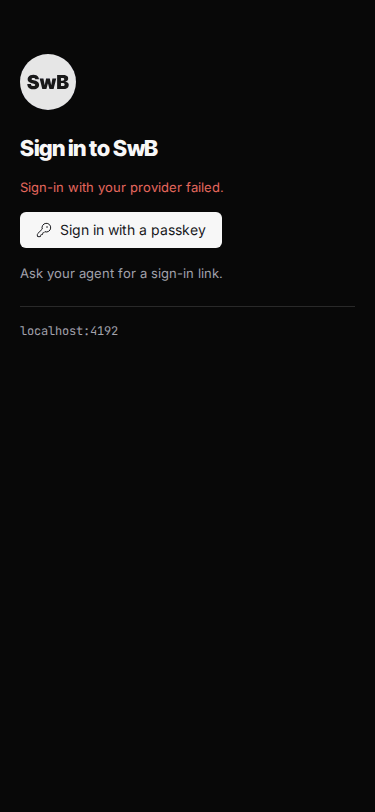 SwB
Sign in to SwB
Sign-in with your provider failed.
Sign in with a passkey
Ask your agent for a sign-in link.
localhost:4192